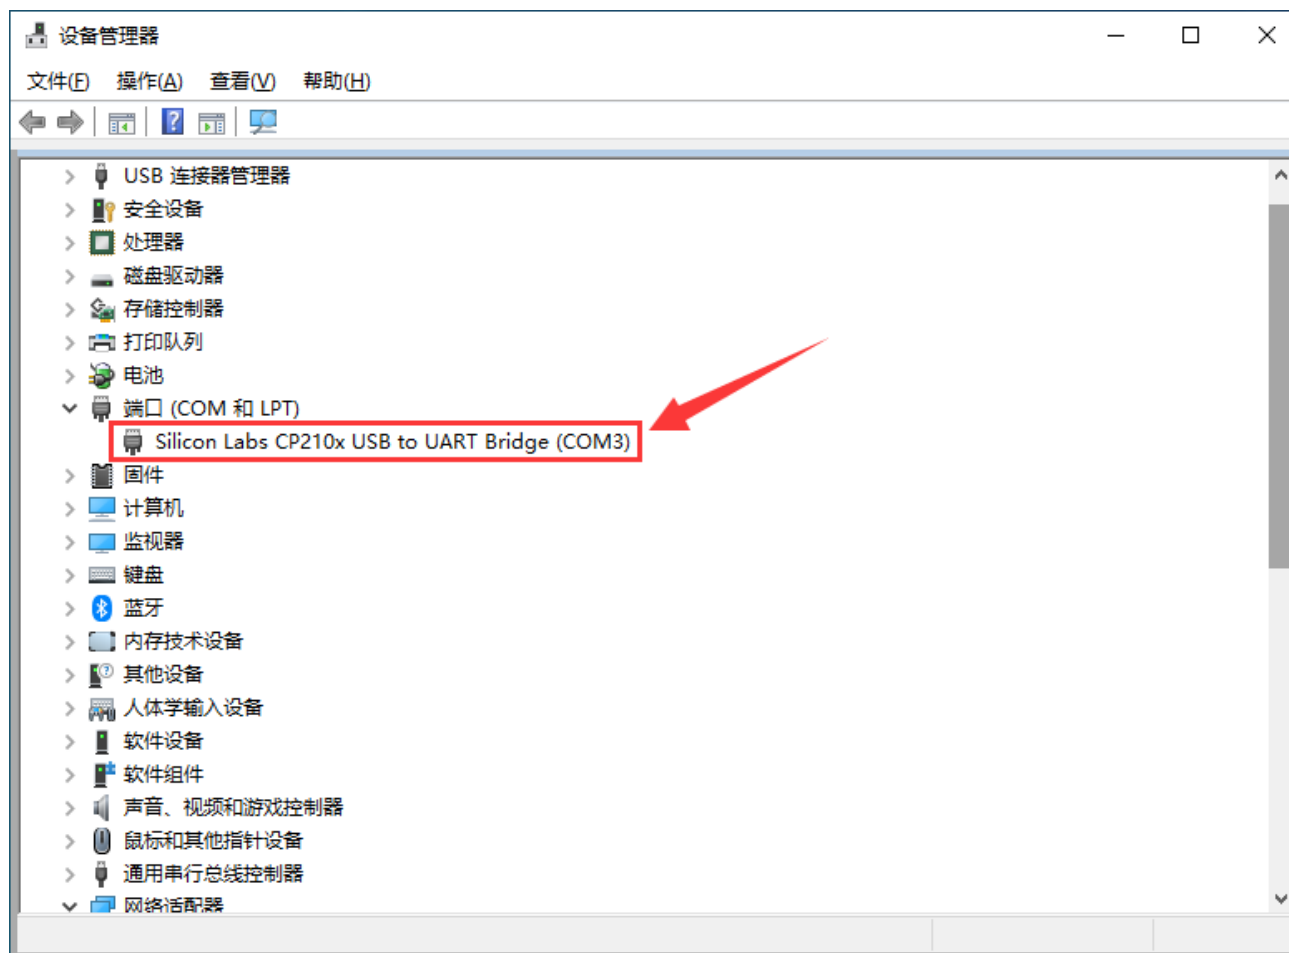 设备管理器
文件(F) 操作(A) 查看(V) 帮助(H)
USB 连接器管理器
安全设备
处理器
磁盘驱动器
存储控制器
打印队列
电池
端口 (COM 和 LPT)
Silicon Labs CP210x USB to UART Bridge (COM3)
固件
计算机
监视器
键盘
蓝牙
内存技术设备
其他设备
人体学输入设备
软件设备
软件组件
声音、视频和游戏控制器
鼠标和其他指针设备
通用串行总线控制器
网络适配器